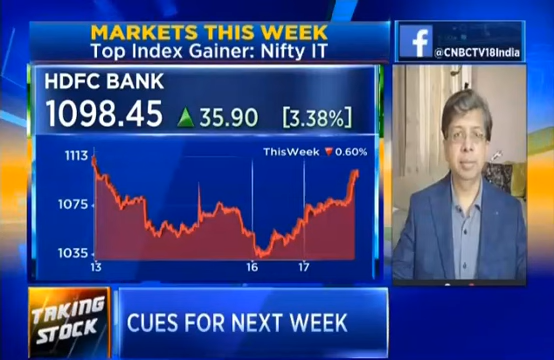 MARKETS THIS WEEK
Top Index Gainer: Nifty IT
f @CNBCTV18India
HDFC BANK
1098.45 ▲ 35.90 [3.38%]
ThisWeek ▼ 0.60%
1113
1075
1035
13 16 17
TAKING
STOCK
CUES FOR NEXT WEEK